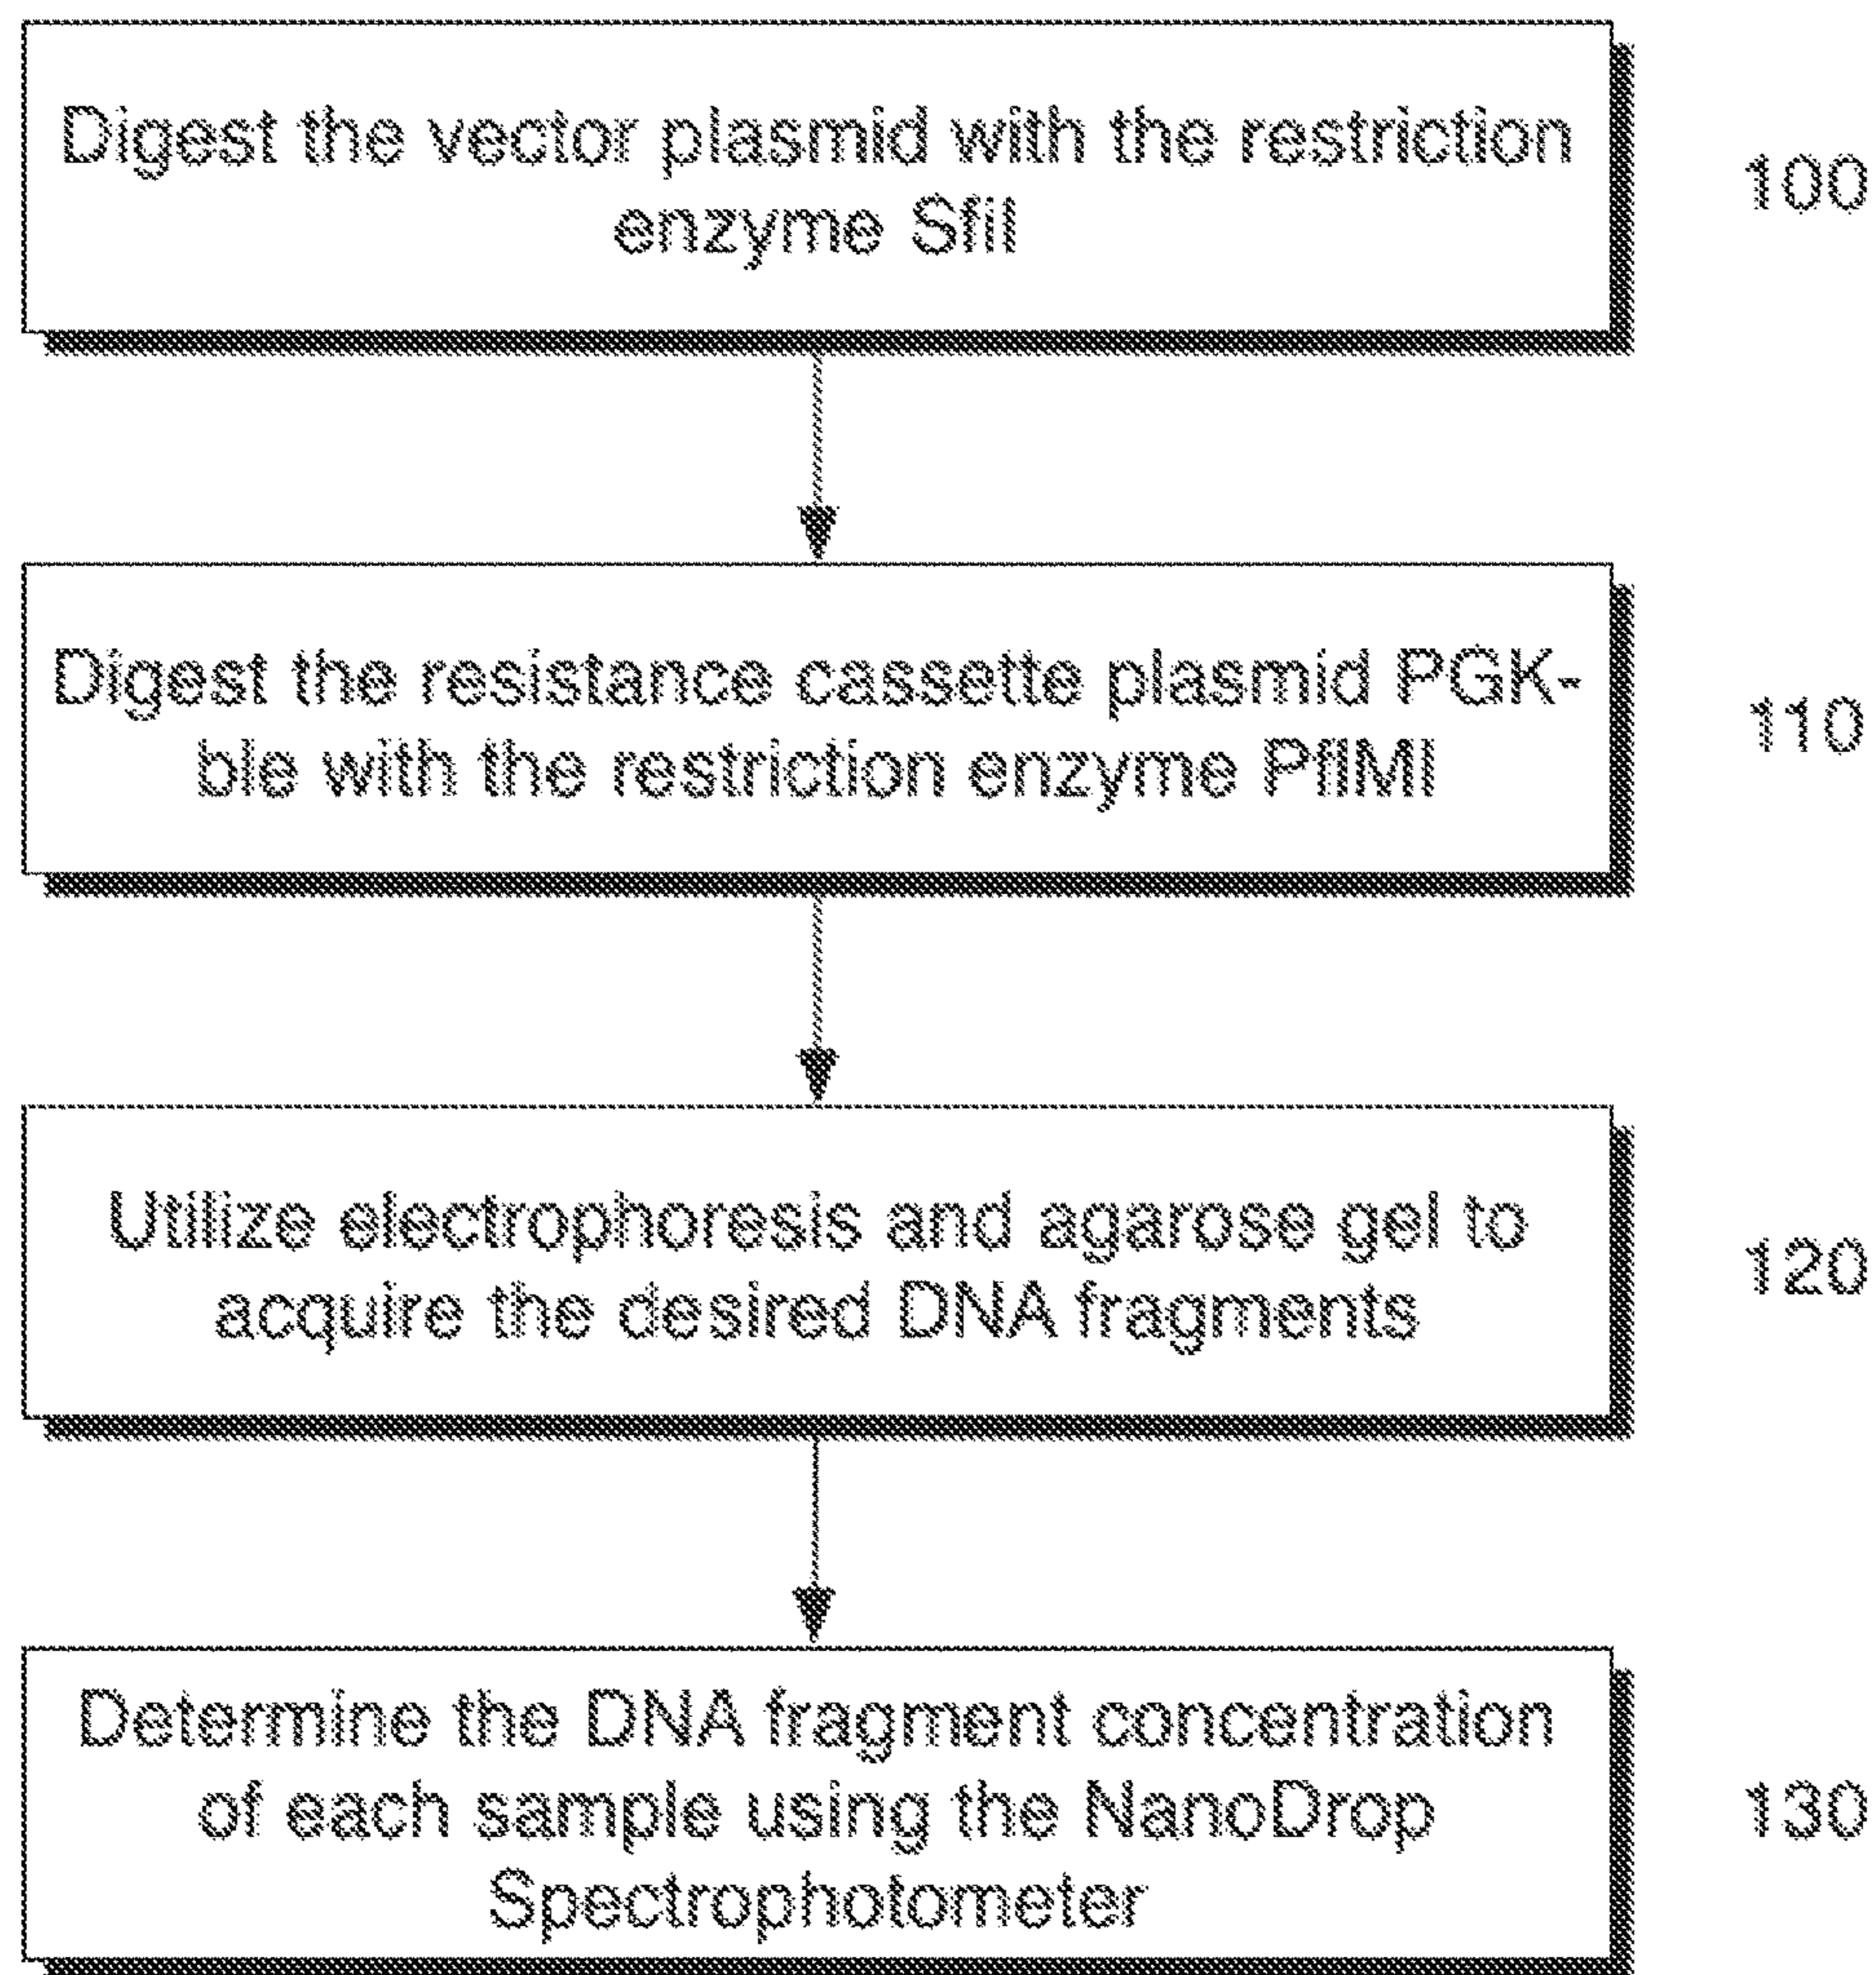 Digest the vector plasmid with the restriction
enzyme SfiI
100
Digest the resistance cassette plasmid PGK-
ble with the restriction enzyme PflMI
110
Utilize electrophoresis and agarose gel to
acquire the desired DNA fragments
120
Determine the DNA fragment concentration
of each sample using the NanoDrop
Spectrophotometer
130